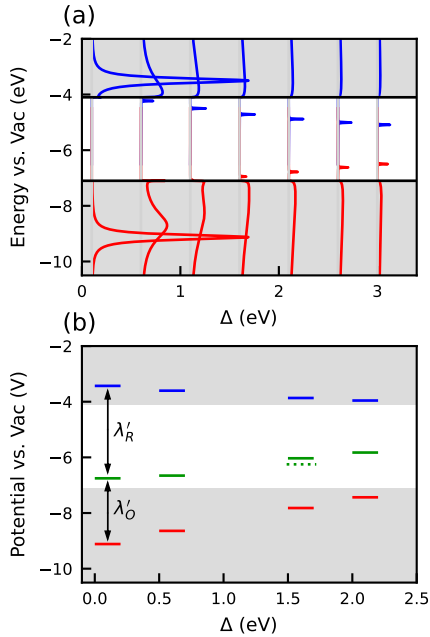 (a)
Energy vs. Vac (eV)
−2
−4
−6
−8
−10
0
1
2
3
Δ (eV)
(b)
Potential vs. Vac (V)
−2
−4
−6
−8
−10
λ′R
λ′O
0.0
0.5
1.0
1.5
2.0
2.5
Δ (eV)